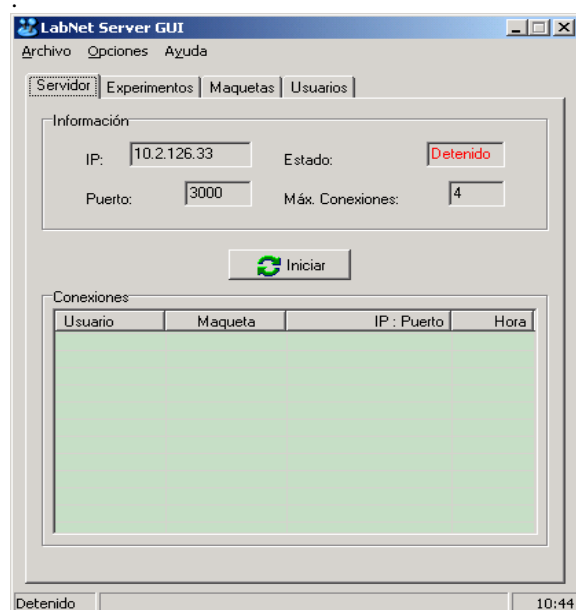 LabNet Server GUI
Archivo Opciones Ayuda
Servidor Experimentos Maquetas Usuarios
Información
IP: 10.2.126.33 Estado: Detenido
Puerto: 3000 Máx. Conexiones: 4
Iniciar
Conexiones
Usuario Maqueta IP : Puerto Hora
Detenido 10:44